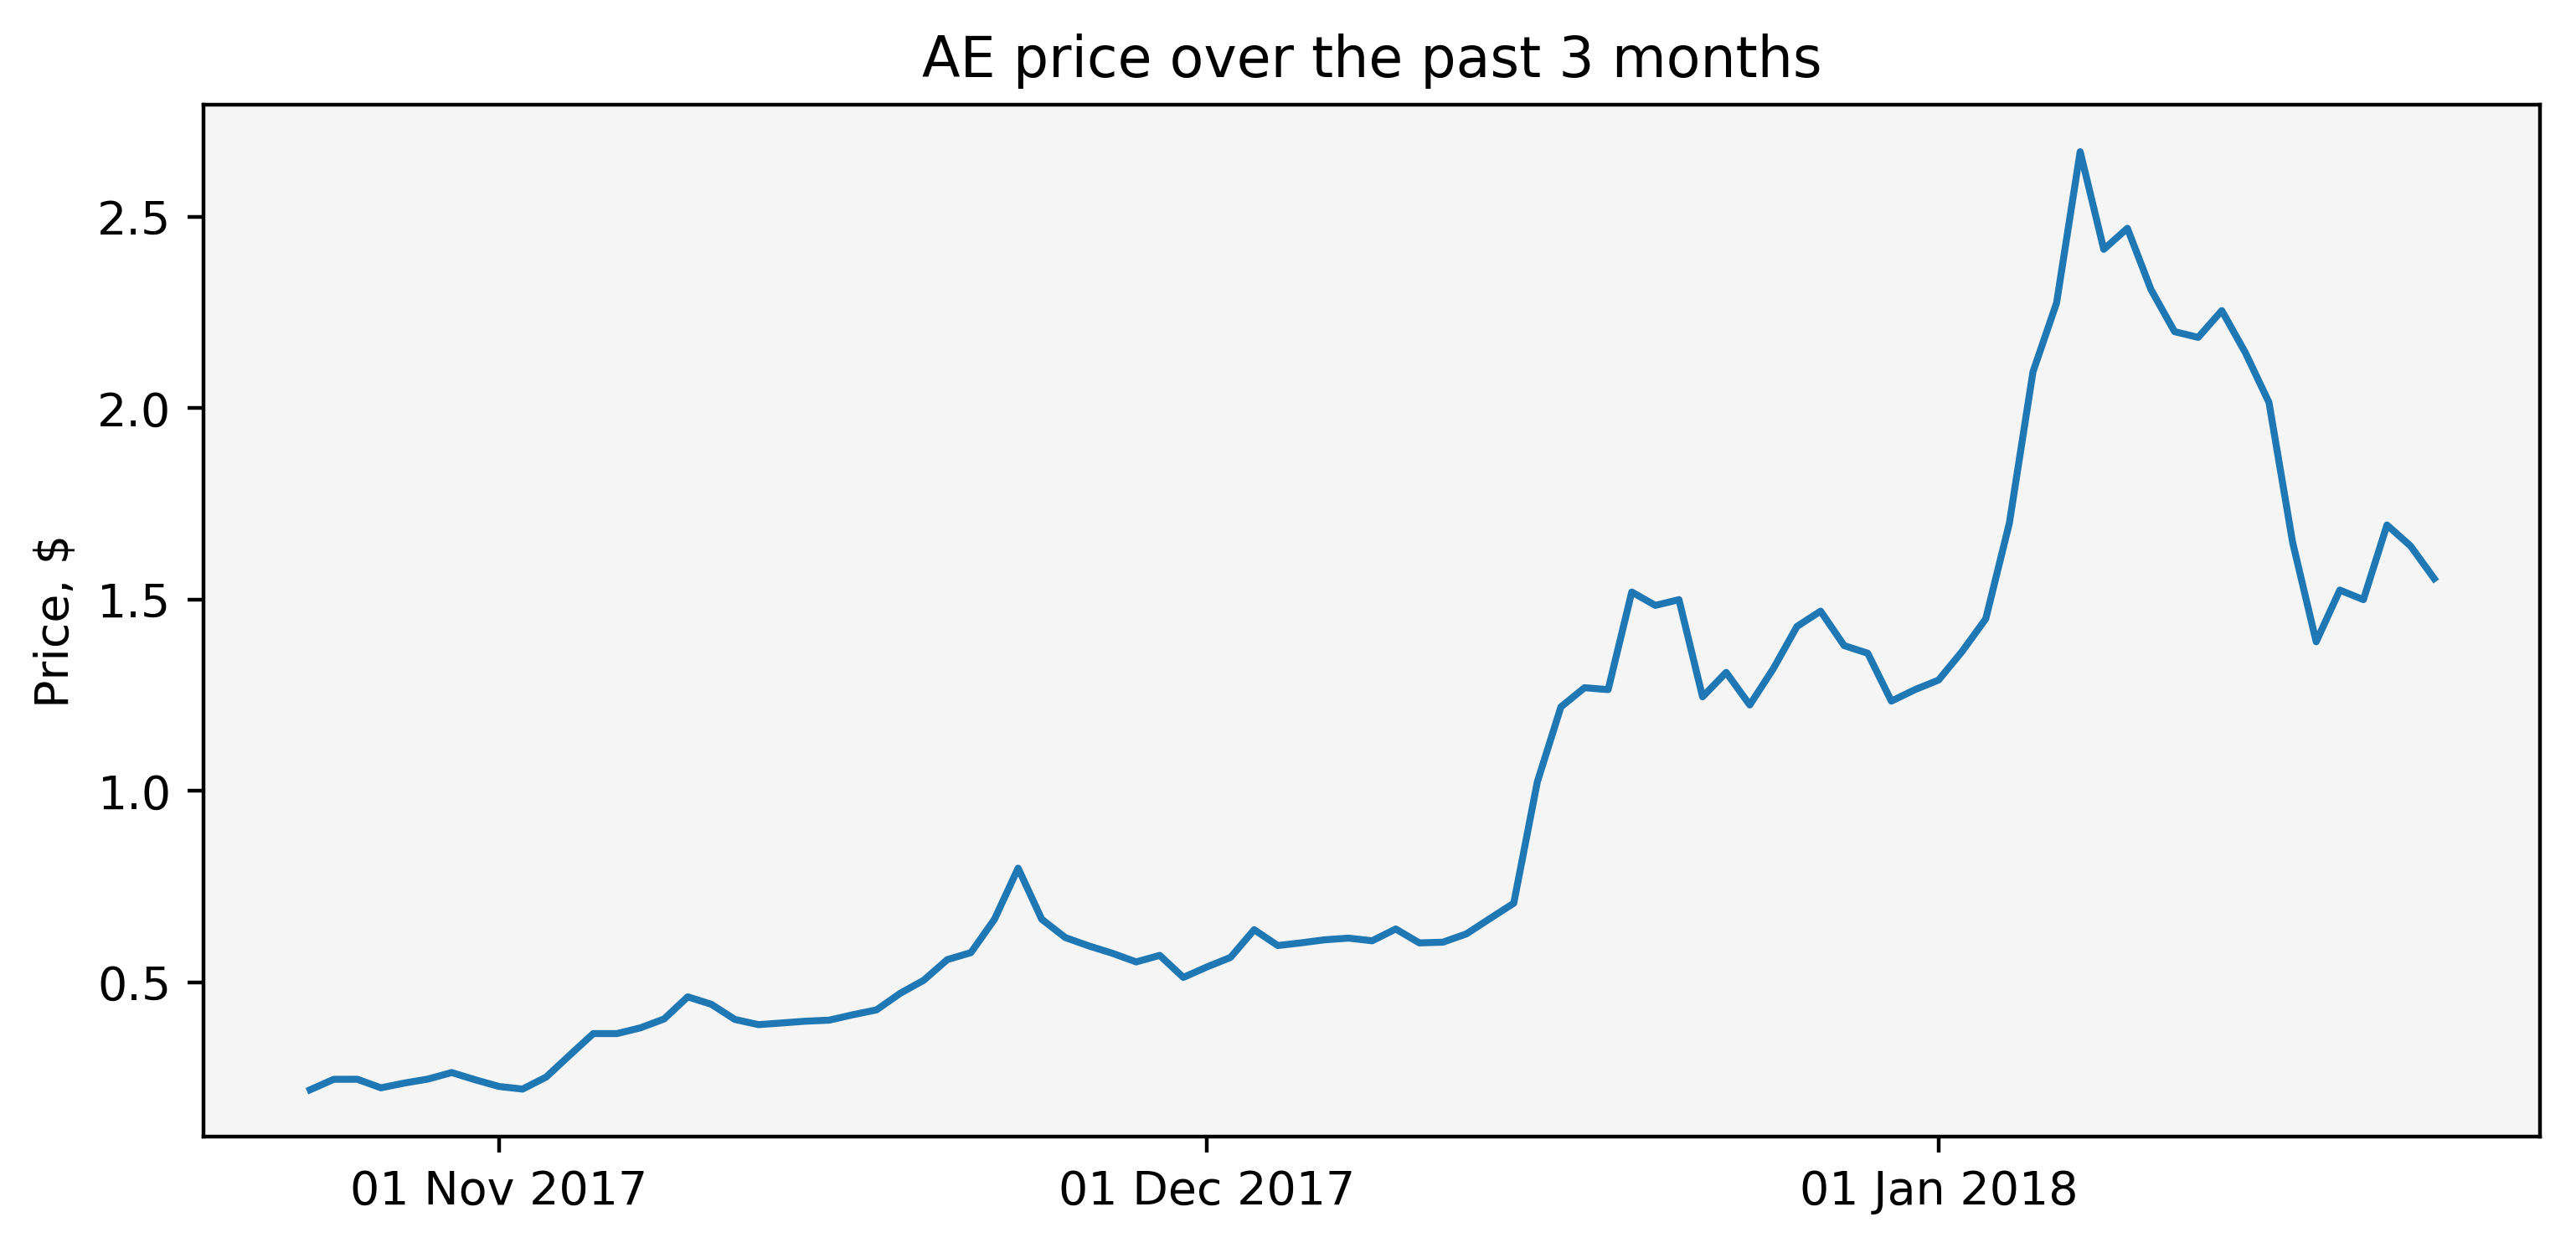 AE price over the past 3 months
Price, $
2.5
2.0
1.5
1.0
0.5
01 Nov 2017
01 Dec 2017
01 Jan 2018